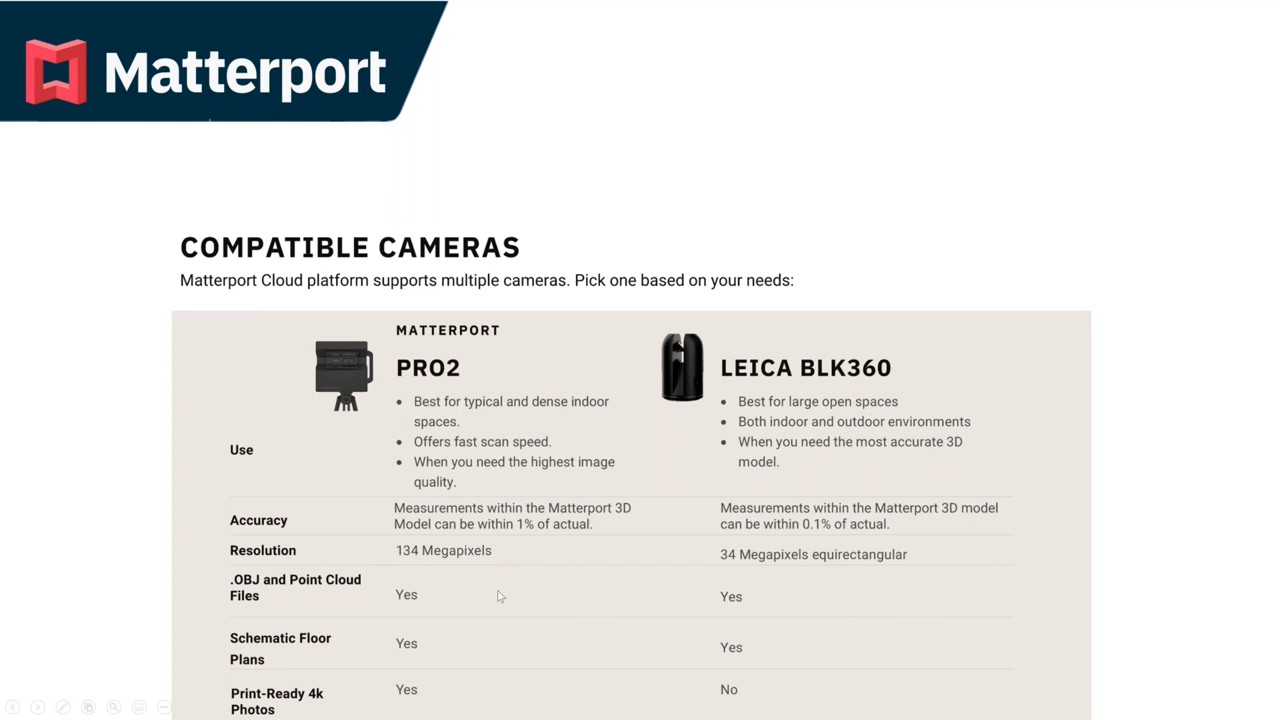 Matterport
COMPATIBLE CAMERAS
Matterport Cloud platform supports multiple cameras. Pick one based on your needs:
MATTERPORT
PRO2
LEICA BLK360
Use
• Best for typical and dense indoor
spaces.
• Offers fast scan speed.
• When you need the highest image
quality.
• Best for large open spaces
• Both indoor and outdoor environments
• When you need the most accurate 3D
model.
Accuracy
Measurements within the Matterport 3D
Model can be within 1% of actual.
Measurements within the Matterport 3D model
can be within 0.1% of actual.
Resolution
134 Megapixels
34 Megapixels equirectangular
.OBJ and Point Cloud
Files
Yes
Yes
Schematic Floor
Plans
Yes
Yes
Print-Ready 4k
Photos
Yes
No